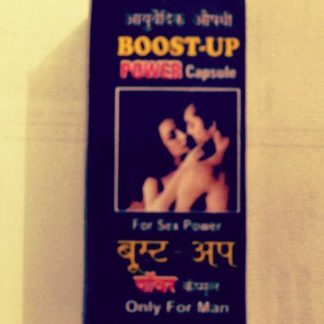 आयुर्वेदिक औषधी
BOOST-UP
POWER Capsule
For Sex Power
बूस्ट - अप
पॉवर कॅप्सूल
Only For Man